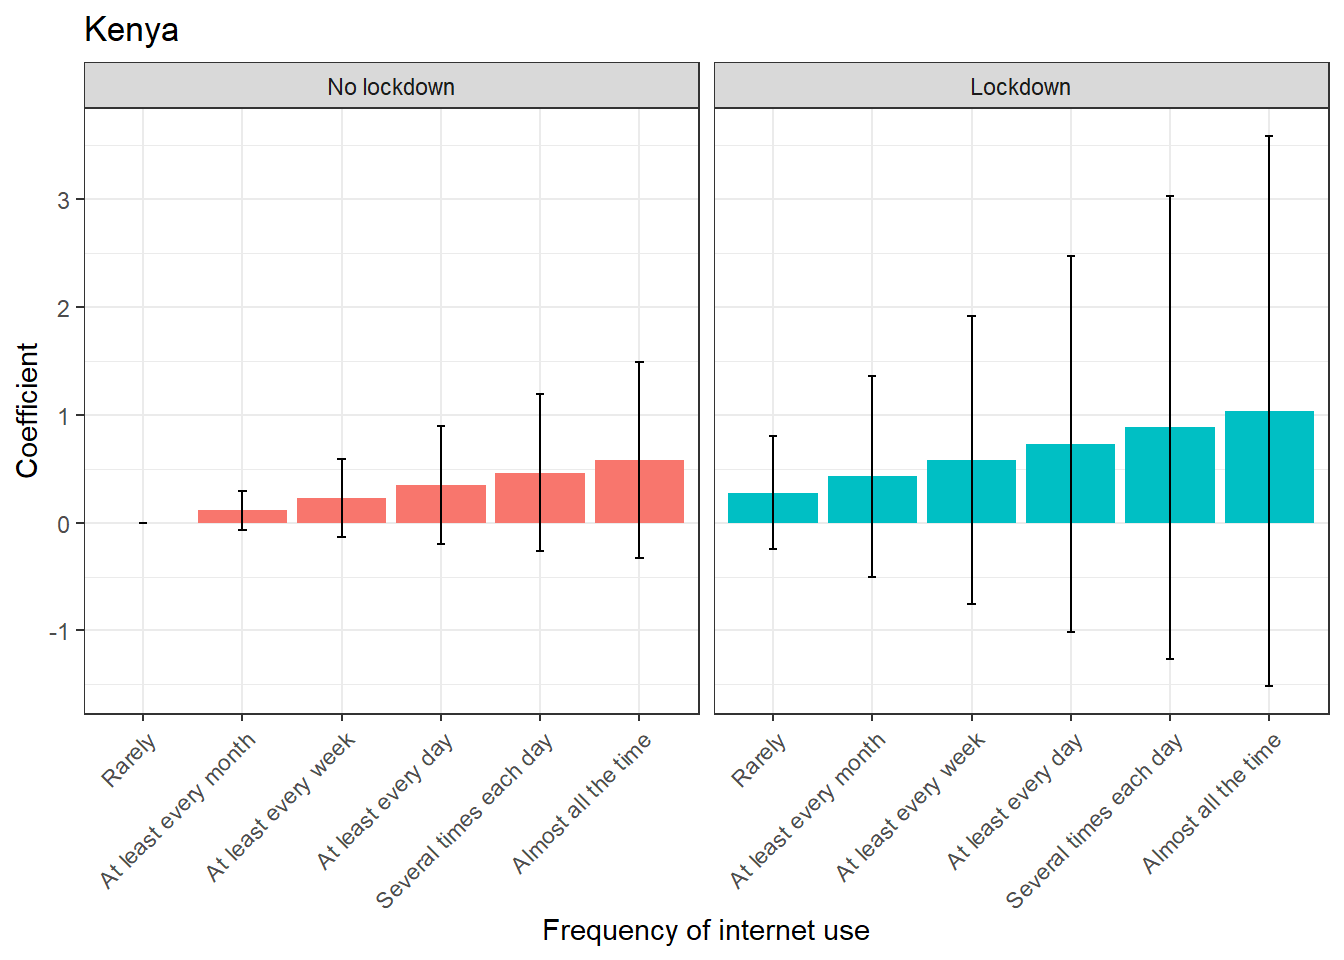 Kenya
No lockdown
Lockdown
Coefficient
3
2
1
0
-1
Rarely
At least every month
At least every week
At least every day
Several times each day
Almost all the time
Rarely
At least every month
At least every week
At least every day
Several times each day
Almost all the time
Frequency of internet use